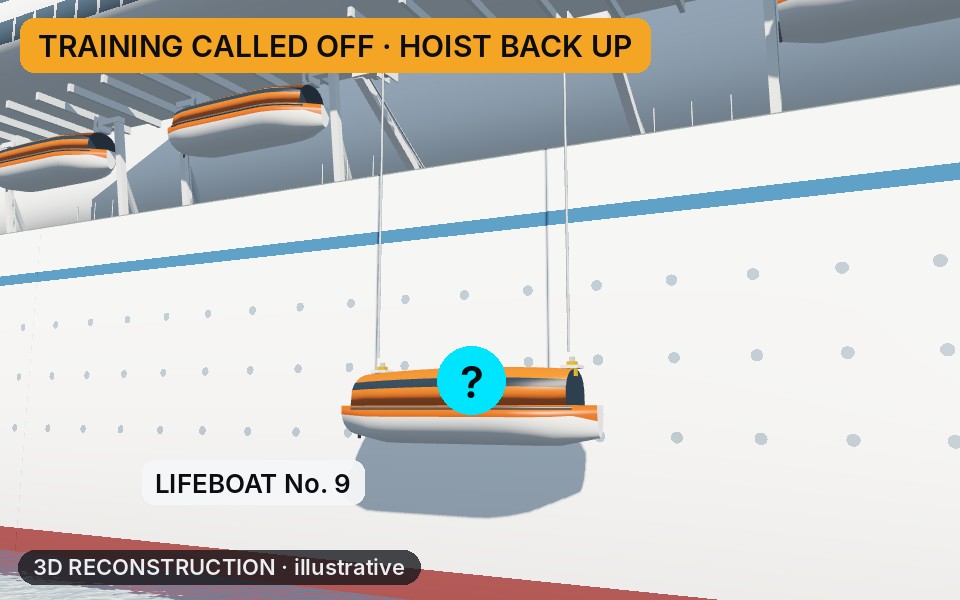 TRAINING CALLED OFF · HOIST BACK UP
?
LIFEBOAT No. 9
3D RECONSTRUCTION · illustrative